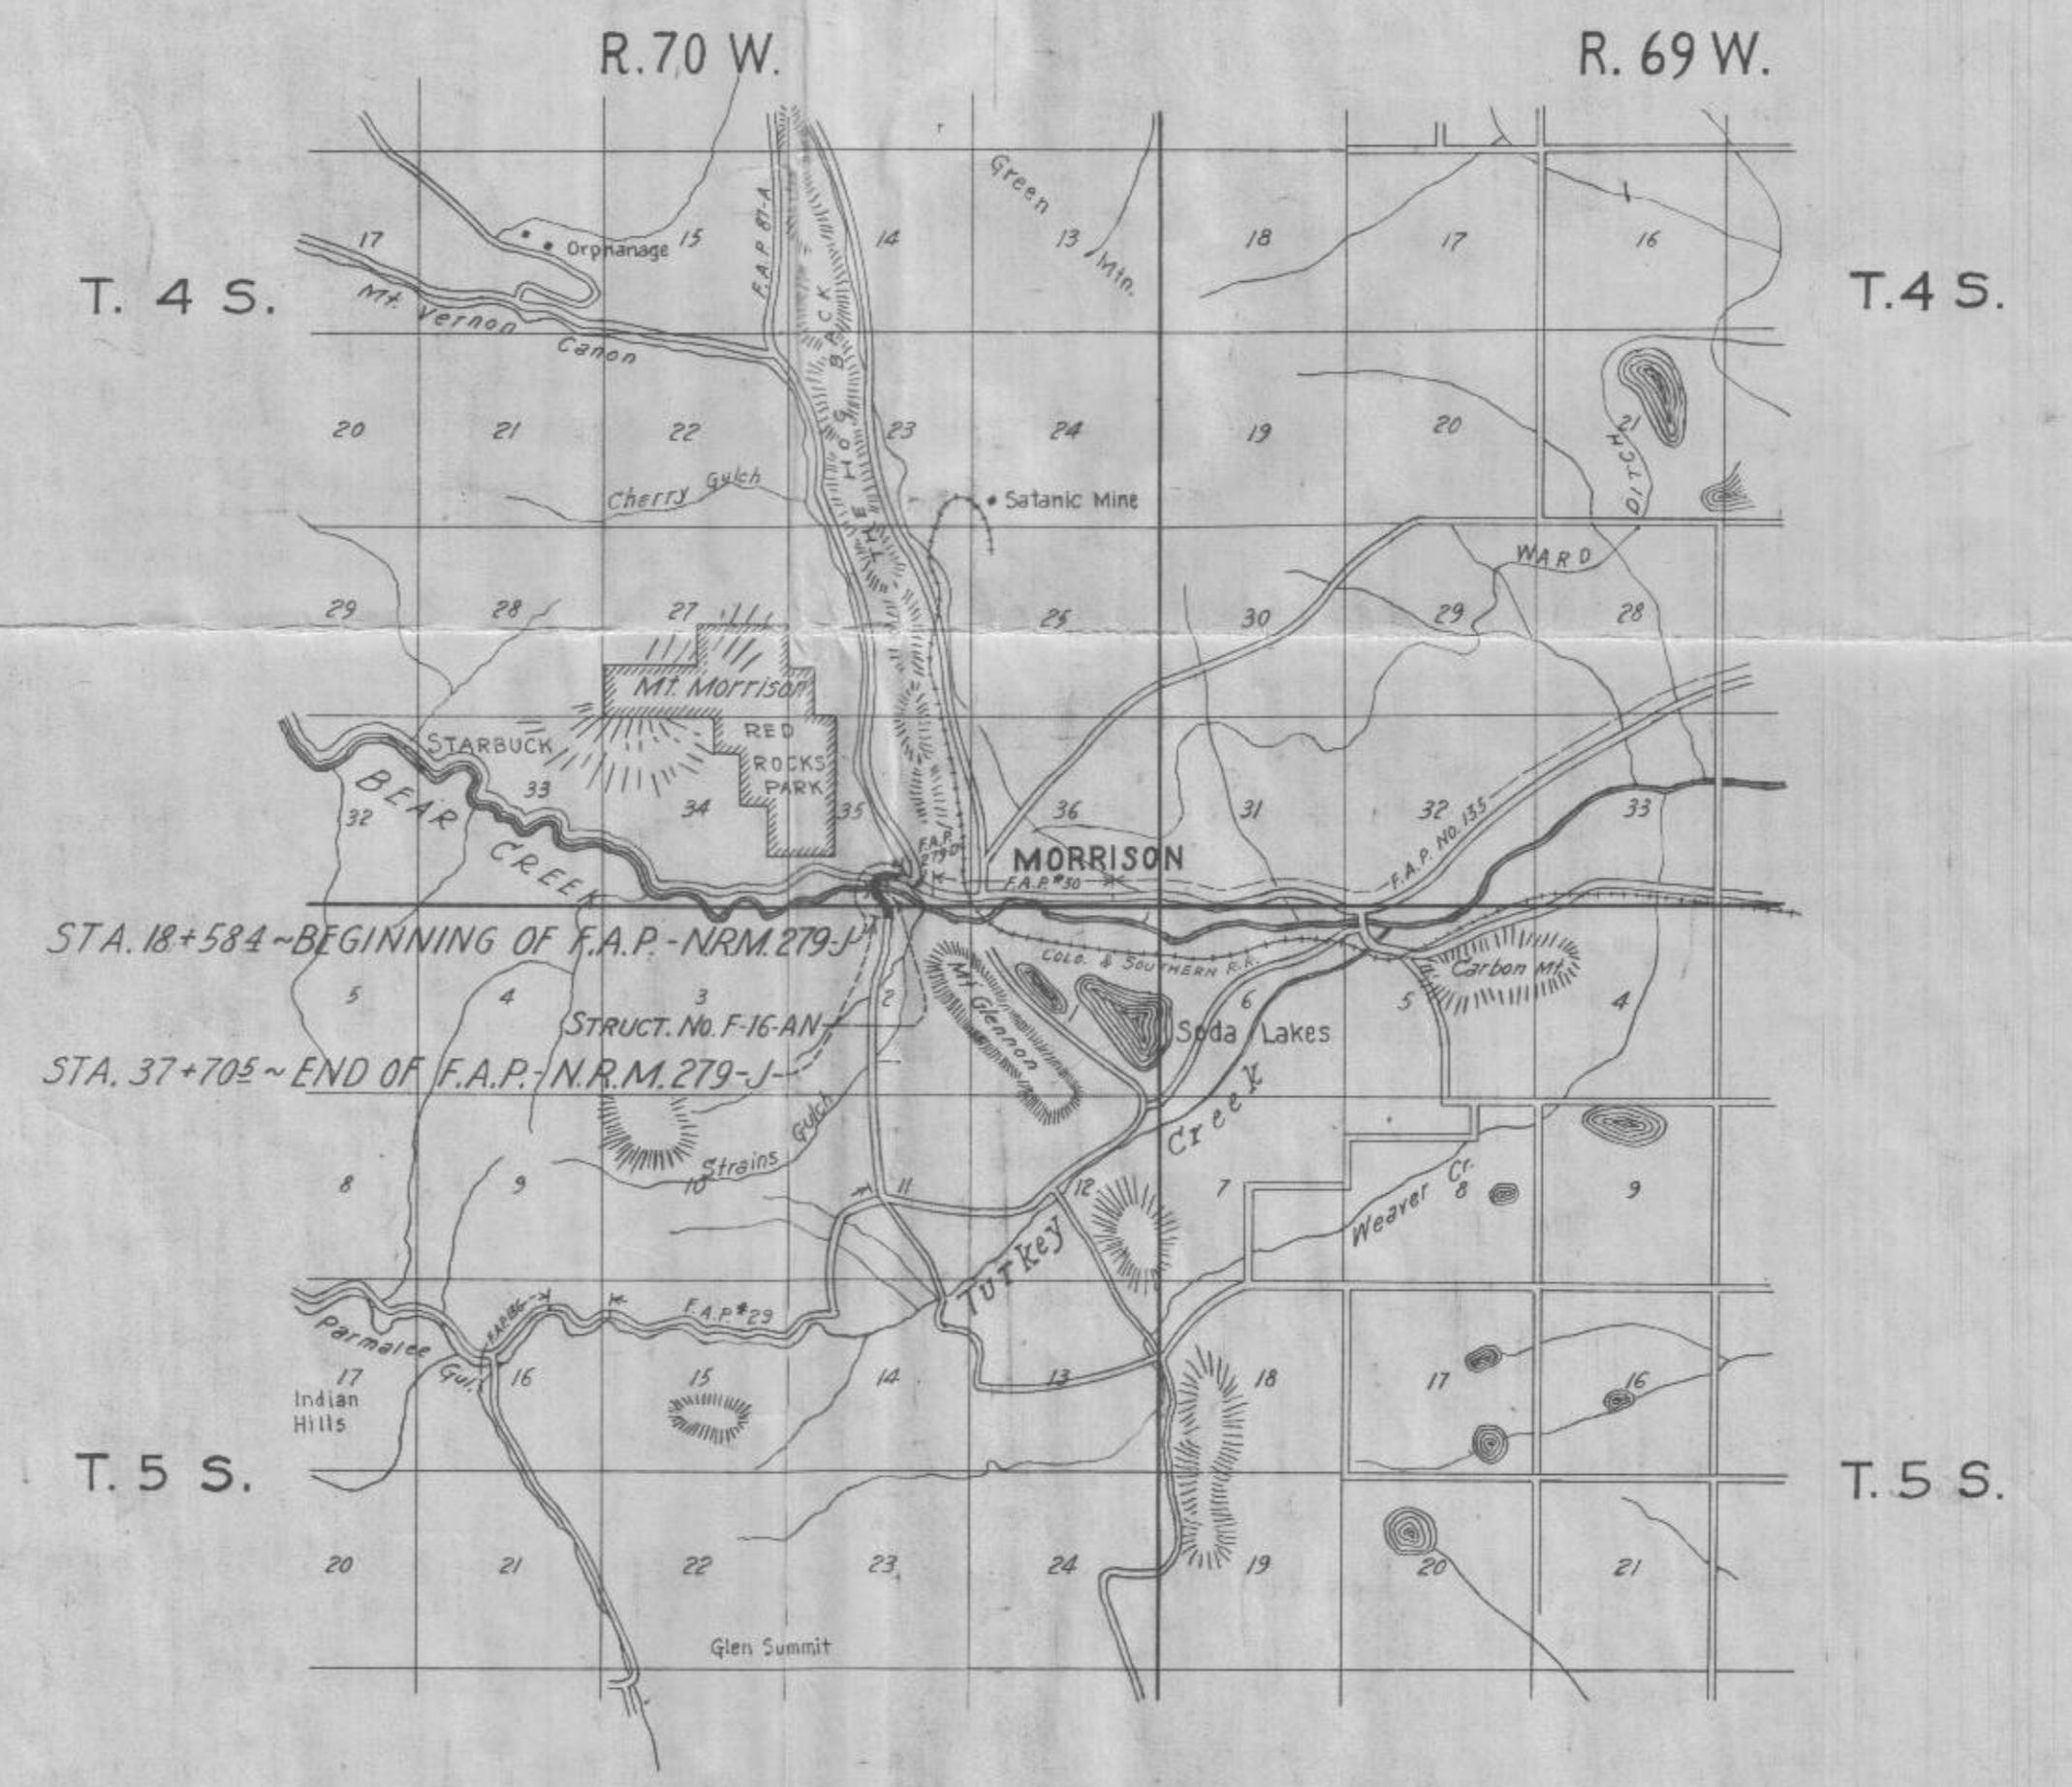 R. 70 W.
R. 69 W.
T. 4 S.
T. 4 S.
17
Orphanage
15
F.A.P. 87-A
14
Green
13
Mtn.
18
17
16
Mt. Vernon
Canon
THE HOG BACK
20
21
22
23
24
19
20
21
DITCH
Cherry Gulch
Satanic Mine
WARD
29
28
27
25
30
29
28
Mt. Morrison
RED
ROCKS
PARK
STARBUCK
BEAR
CREEK
32
33
34
35
36
31
32
33
F.A.P. NO. 135
F.A.P.
279-D
MORRISON
F.A.P. #30
STA. 18+584~BEGINNING OF F.A.P.-NRM. 279-J
COLO. & SOUTHERN R.R.
Carbon Mt.
5
4
3
2
6
5
4
STRUCT. No. F-16-AN
Mt Glennon
Soda Lakes
STA. 37+705~END OF F.A.P.-N.R.M. 279-J
Strains Gulch
Turkey Creek
8
9
10
11
12
7
Weaver Cr.
8
9
F.A.P. 186
F.A.P. #29
Parmalee
Gul.
17
Indian
Hills
16
15
14
13
18
17
16
T. 5 S.
T. 5 S.
20
21
22
23
24
19
20
21
Glen Summit